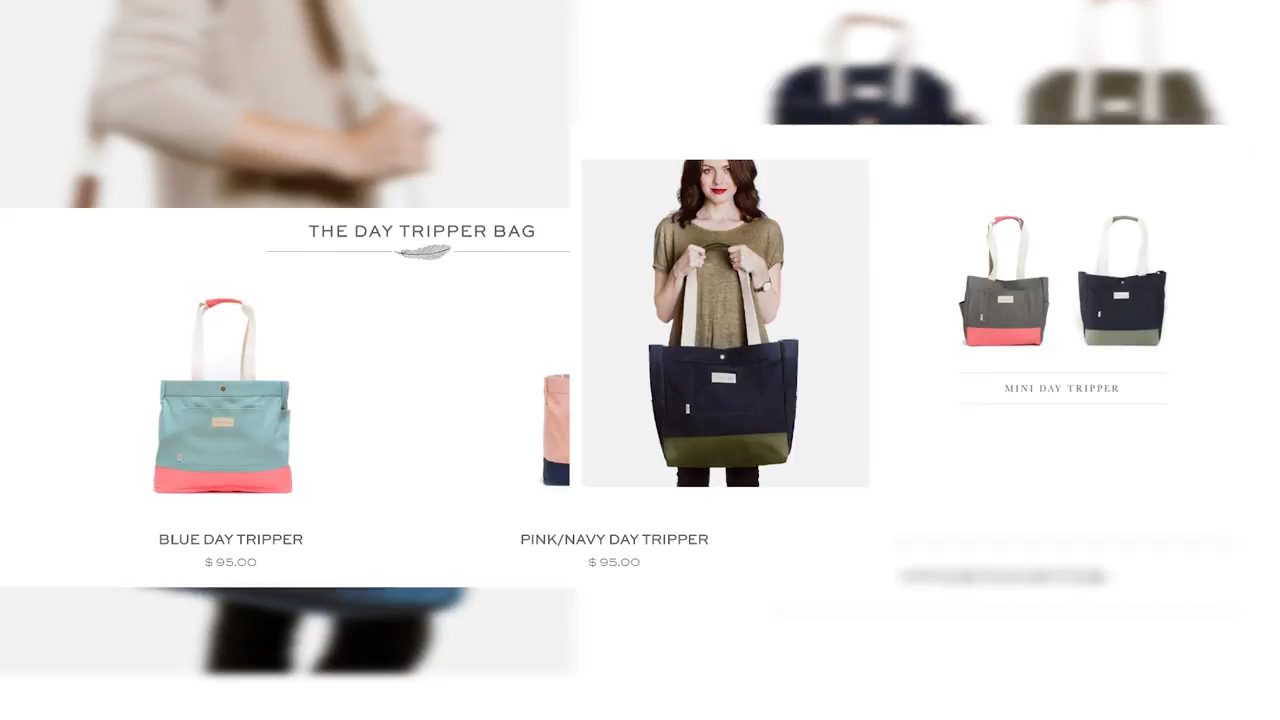 THE DAY TRIPPER BAG
BLUE DAY TRIPPER
$ 95.00
PINK/NAVY DAY TRIPPER
$ 95.00
MINI DAY TRIPPER